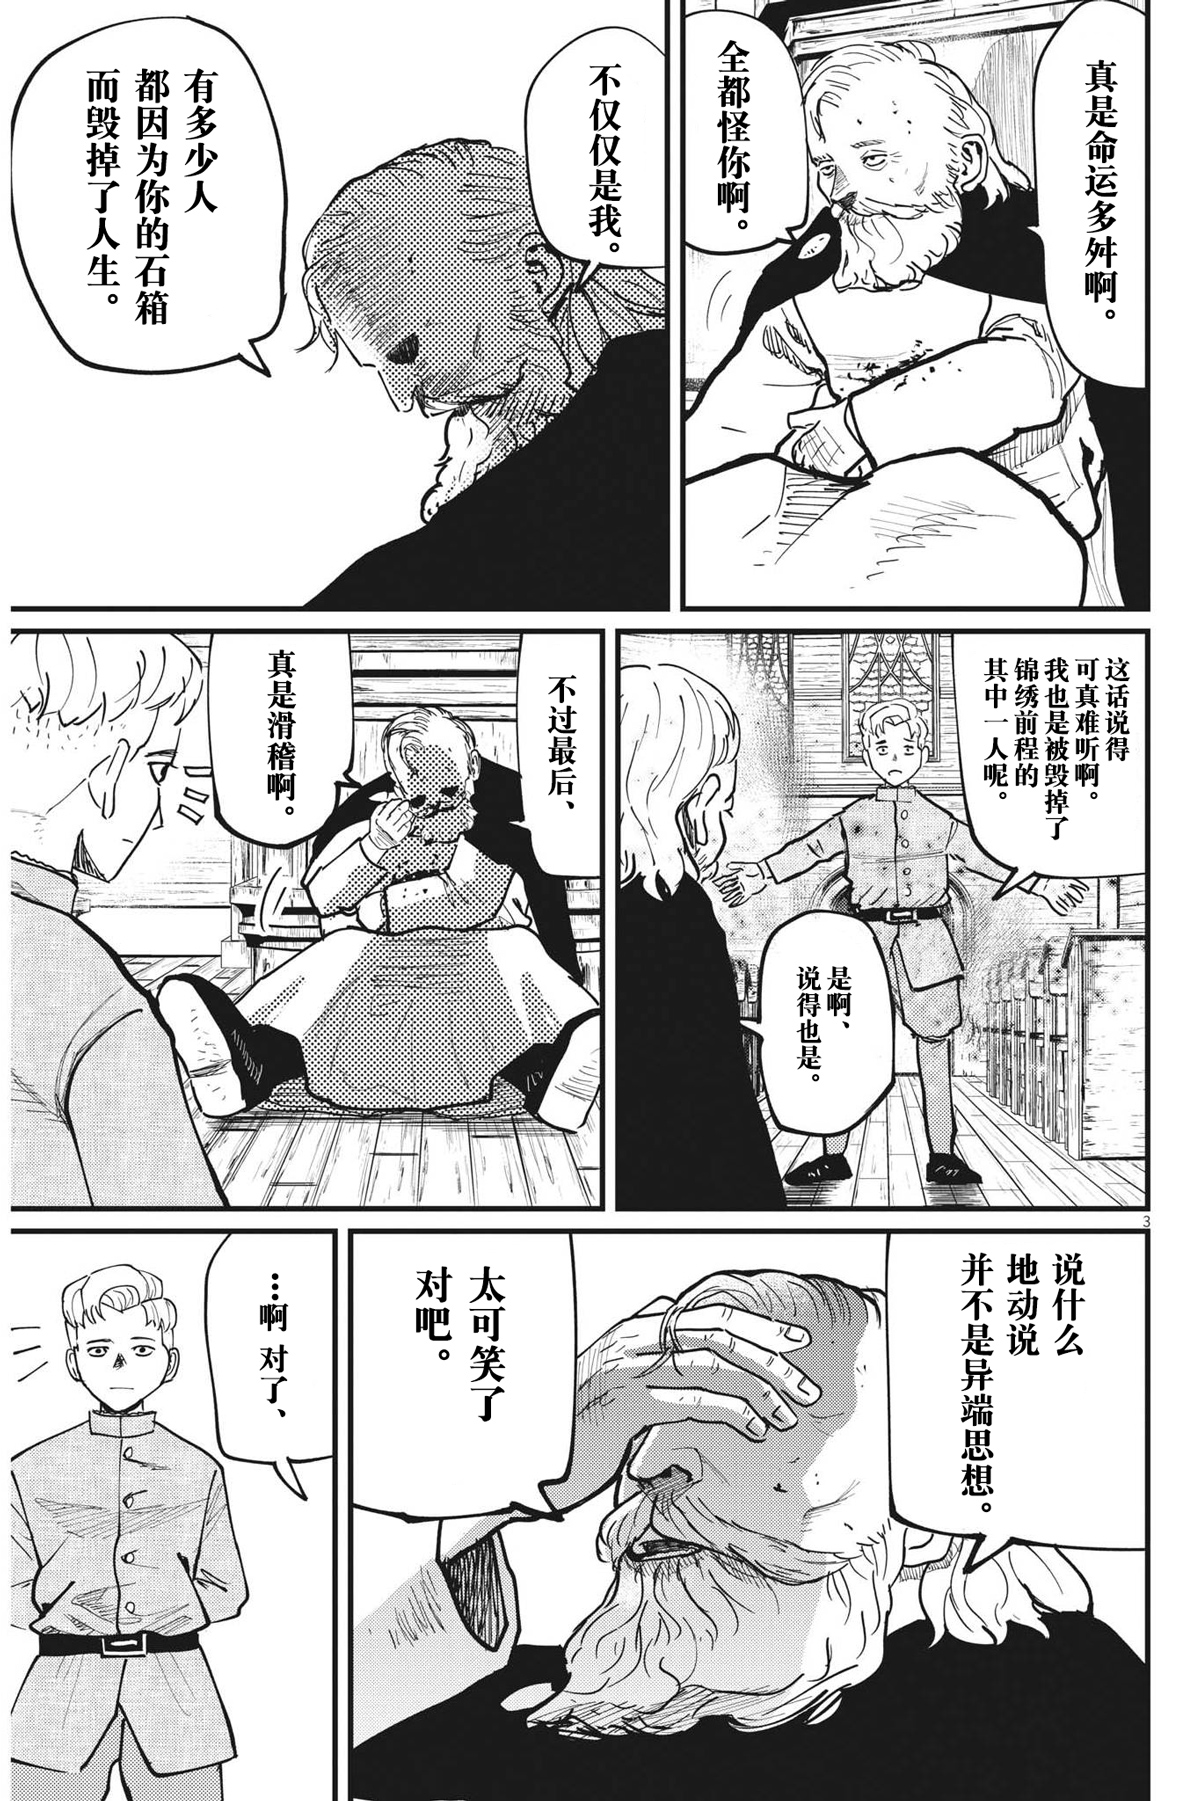 真是命运多舛啊。
全都怪你啊。
不仅仅是我。
有多少人
都因为你的石箱
而毁掉了人生。
这话说得
可真难听啊。
我也是被毁掉了
锦绣前程的
其中一人呢。
是啊、
说得也是。
不过最后、
真是滑稽啊。
3
说什么
地动说
并不是异端思想。
太可笑了
对吧。
…啊 对了、